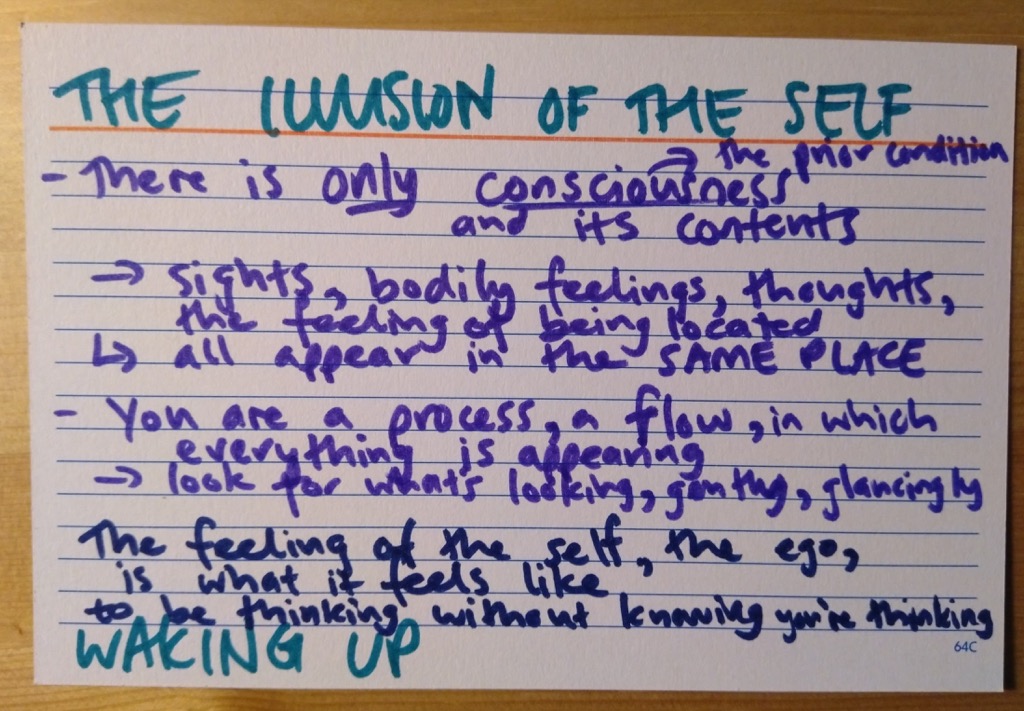 THE ILLUSION OF THE SELF
→ the prior condition
- There is only consciousness
and its contents
→ sights, bodily feelings, thoughts,
the feeling of being located
↳ all appear in the SAME PLACE
- You are a process, a flow, in which
everything is appearing
→ look for what's looking, gently, glancingly
The feeling of the self, the ego,
is what it feels like
to be thinking without knowing you're thinking
WAKING UP
64C